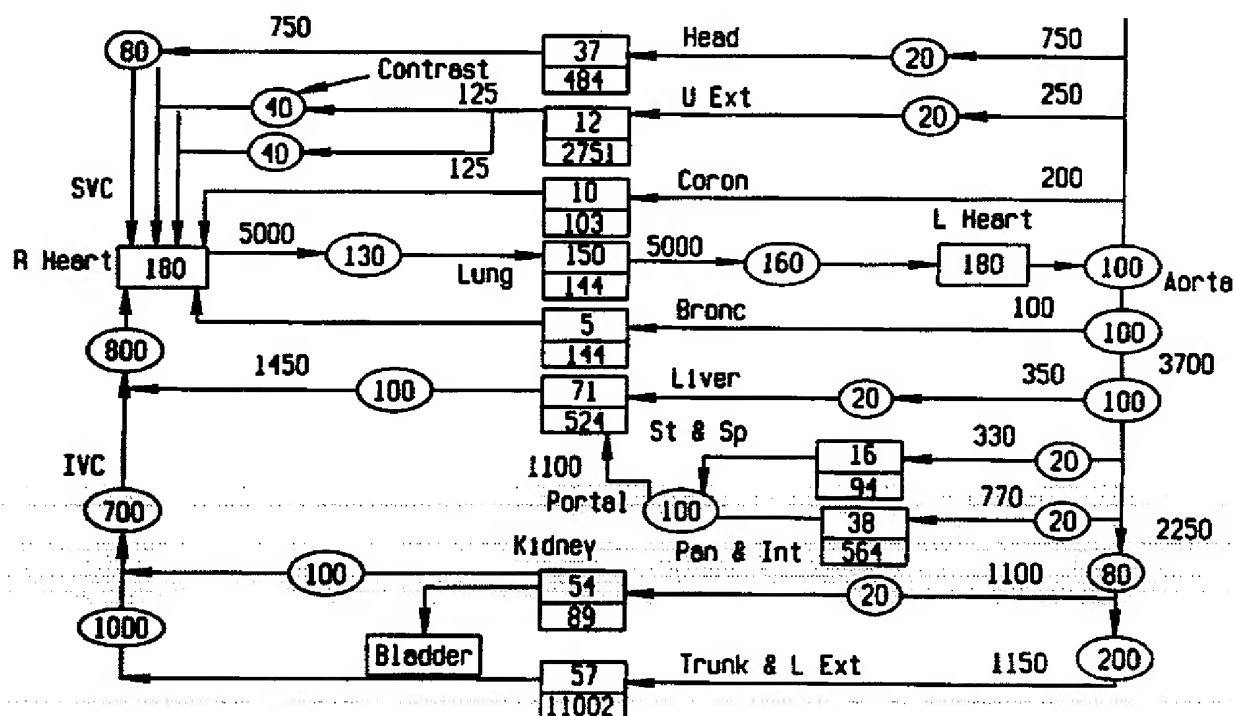 750 Head 750
80 37 20
484
Contrast
125 U Ext 250
40 12 20
2751
40
125
SVC Coron 200
10
103
5000 L Heart
R Heart 180 130 Lung 150 5000 160 180 100 Aorta
144
Bronc 100
5 100
144
800 3700
1450 Liver 350
100 71 20 100
524
St & Sp 330
IVC 1100 16 20
94
Portal 770
700 100 38 20
Pan & Int 564 2250
Kidney
100 1100 80
54 20
89
1000
Bladder Trunk & L Ext 1150 200
57
11002